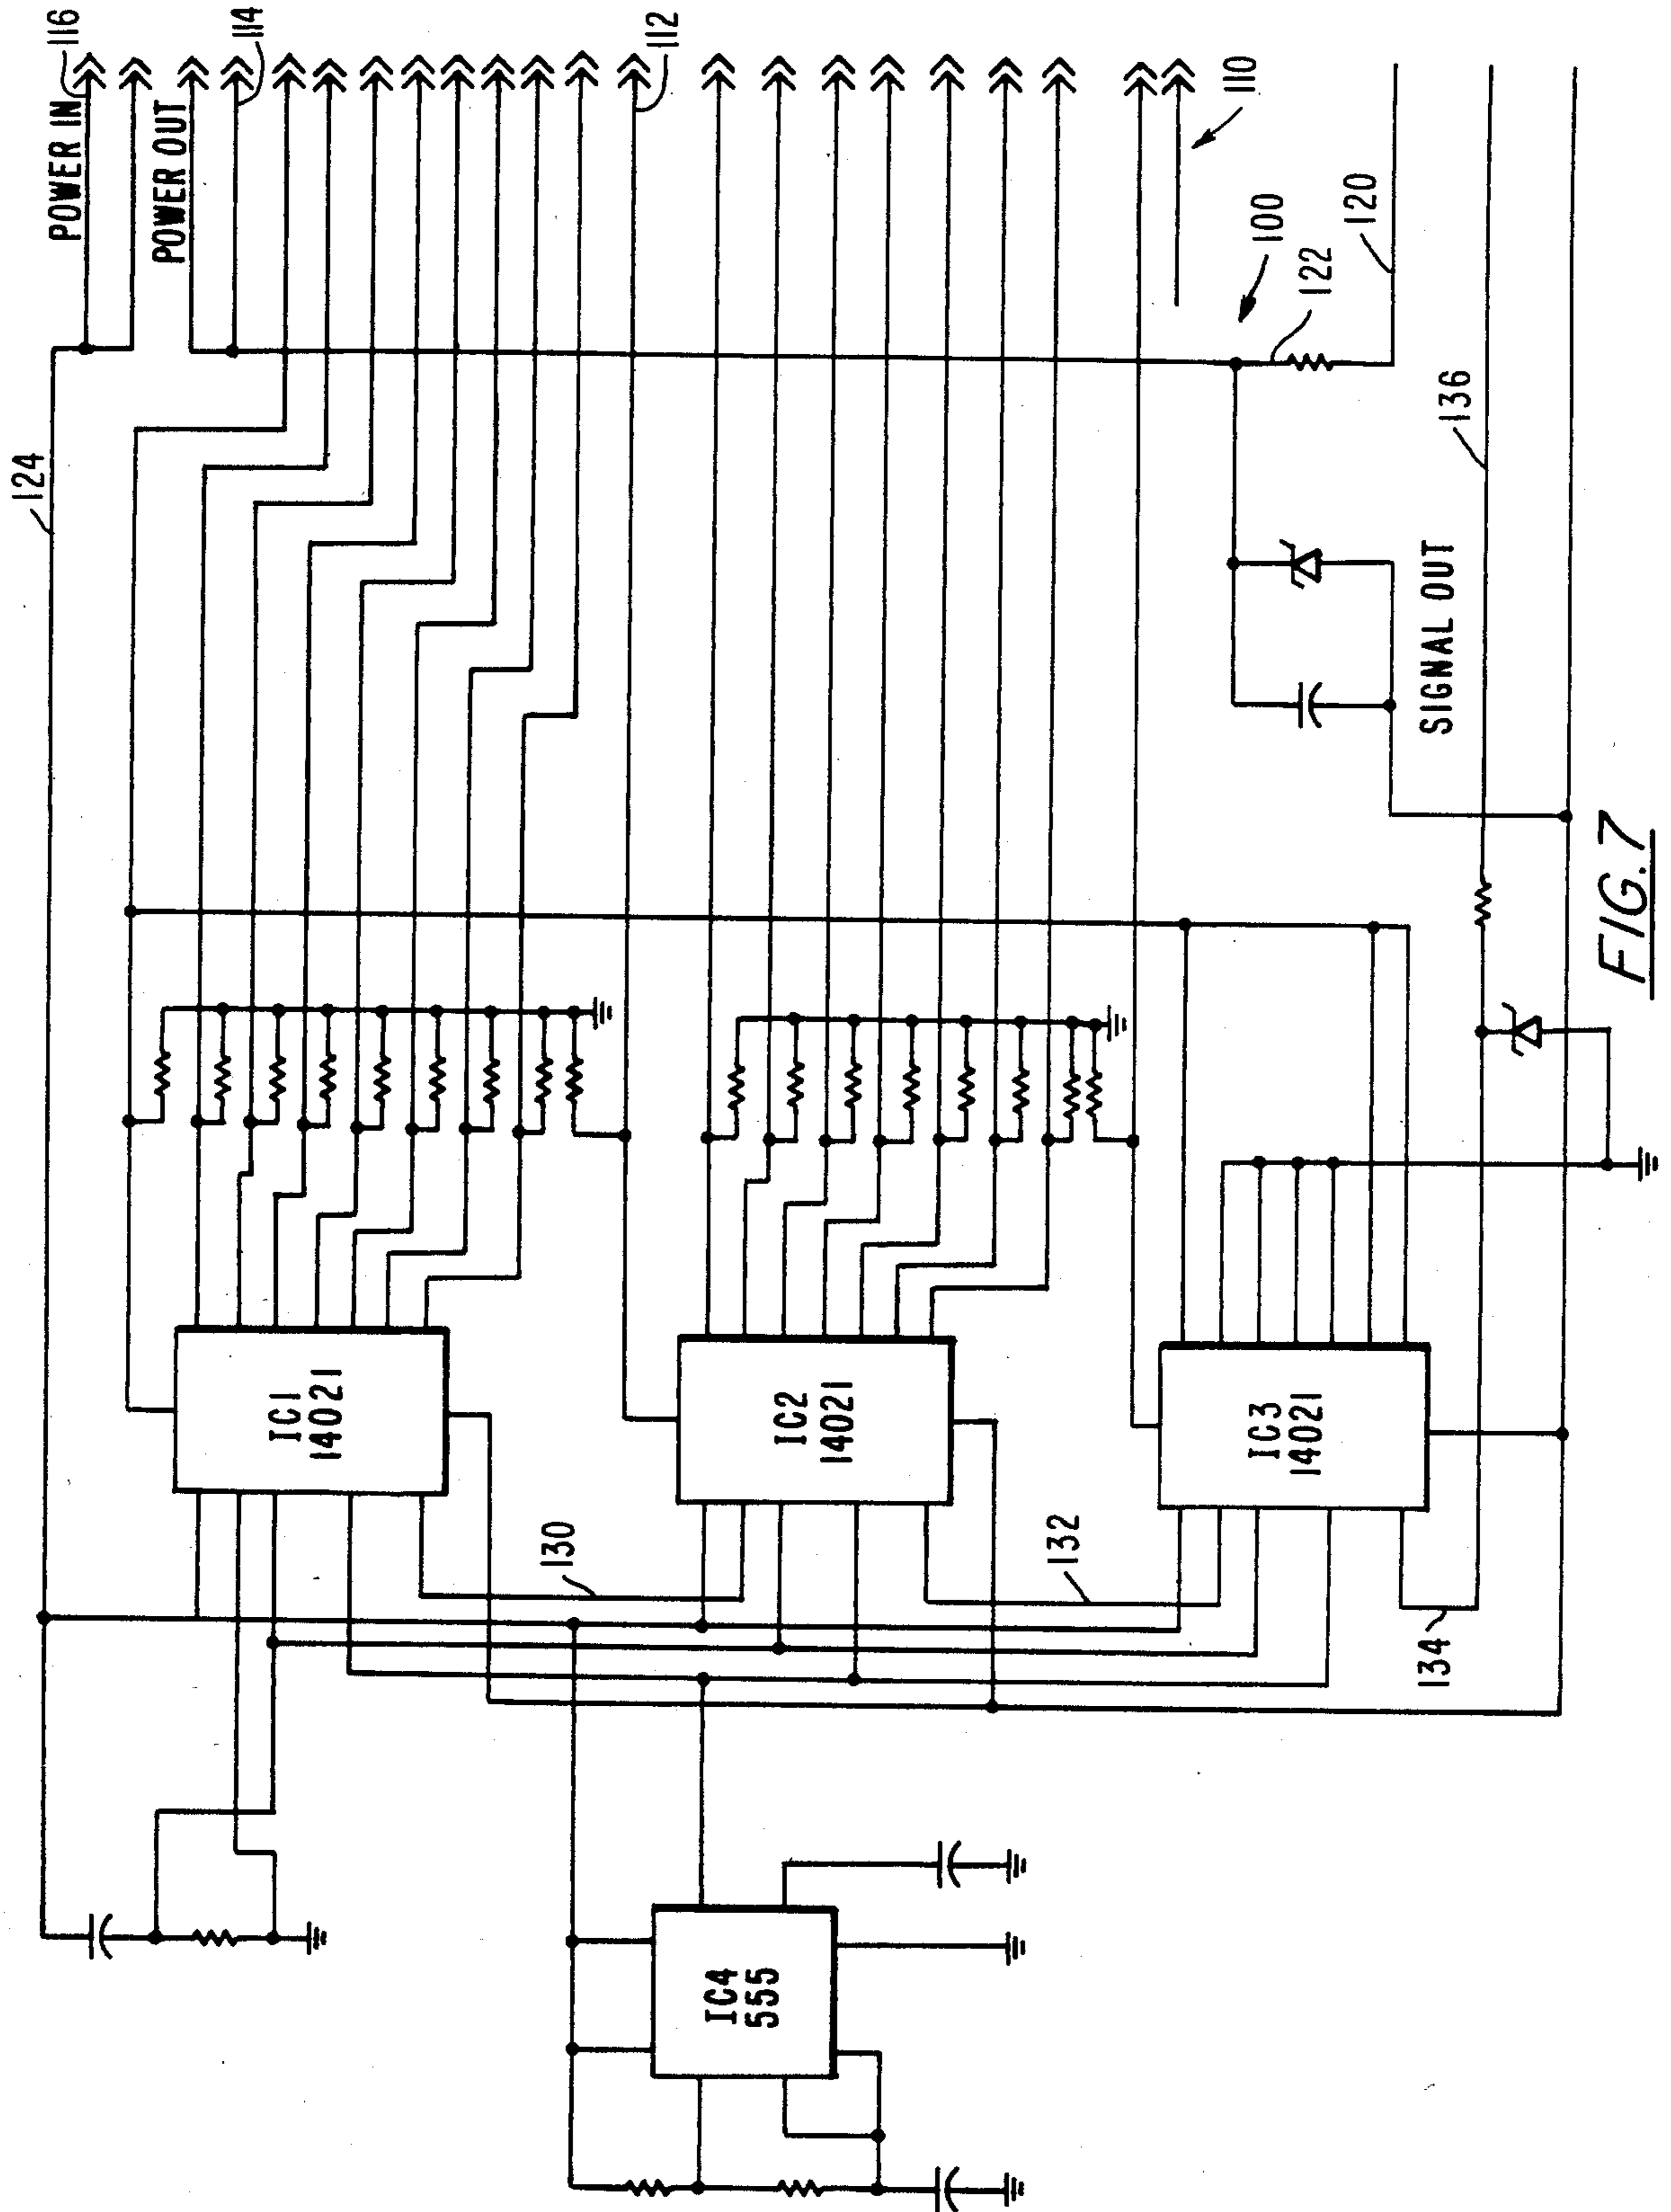 POWER IN
116
POWER OUT
114
124
112
110
100
122
120
136
SIGNAL OUT
IC1
14021
IC2
14021
IC3
14021
130
132
134
IC4
555
FIG. 7